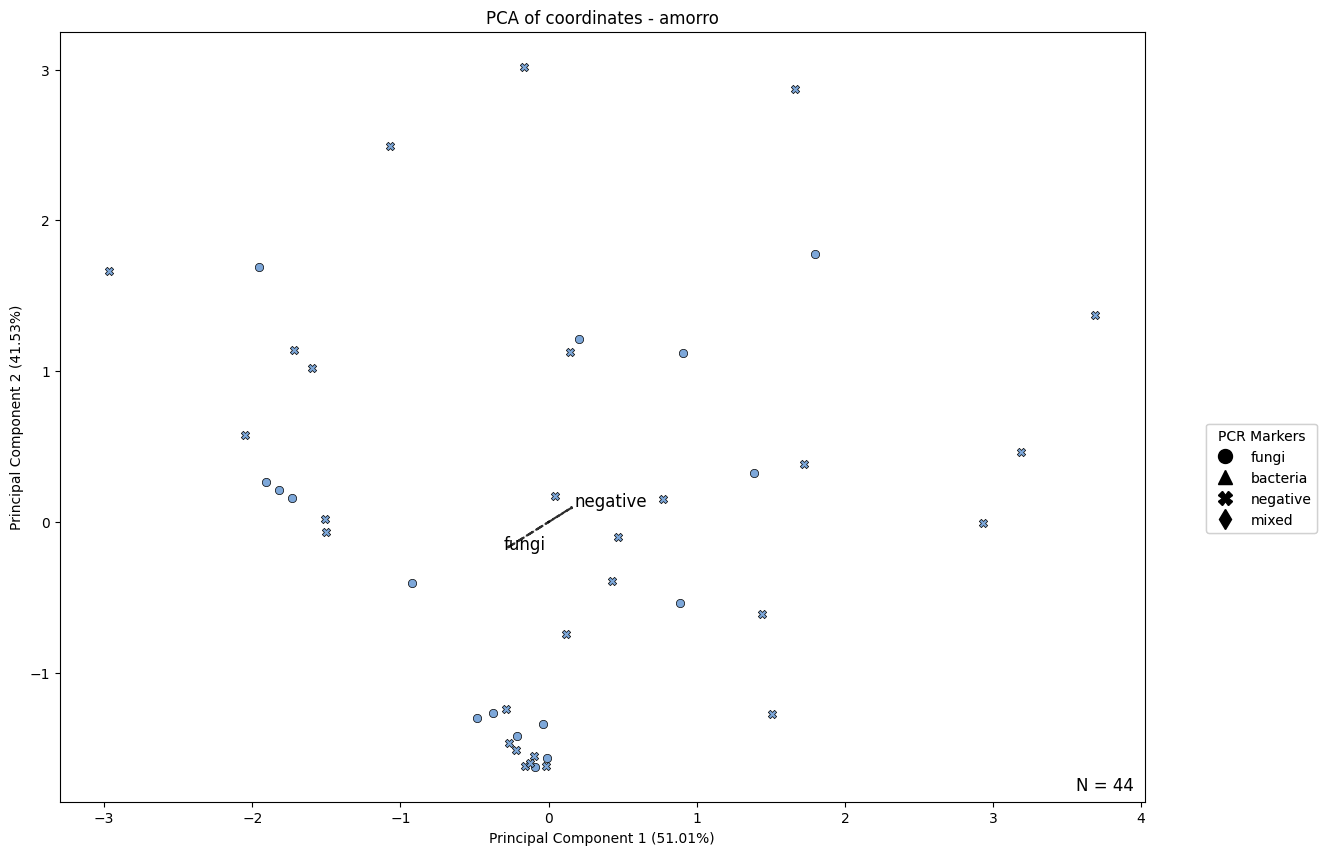 PCA of coordinates - amorro
3
2
1
0
−1
Principal Component 2 (41.53%)
negative
fungi
N = 44
−3
−2
−1
0
1
2
3
4
Principal Component 1 (51.01%)
PCR Markers
fungi
bacteria
negative
mixed